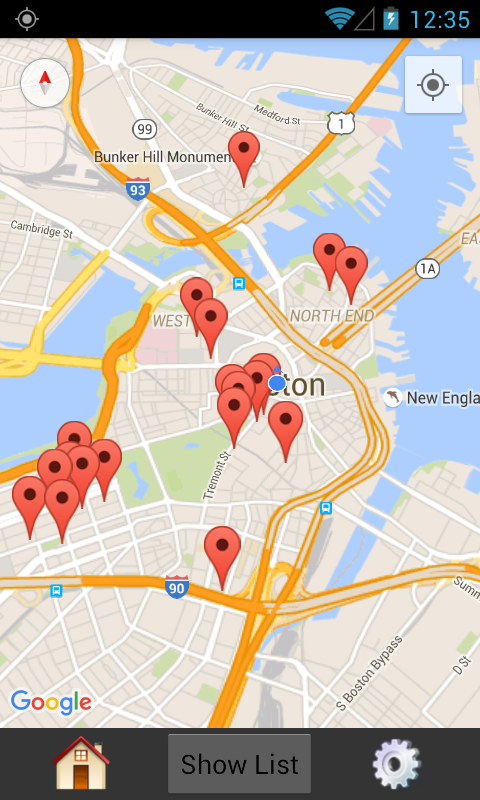 12:35
99
Bunker Hill St
Medford St
1
Bunker Hill Monumen
93
Cambridge St
EA
1A
WEST
NORTH END
ston
New Engla
Tremont St
90
Summ
S Boston Bypass
D St
Google
Show List